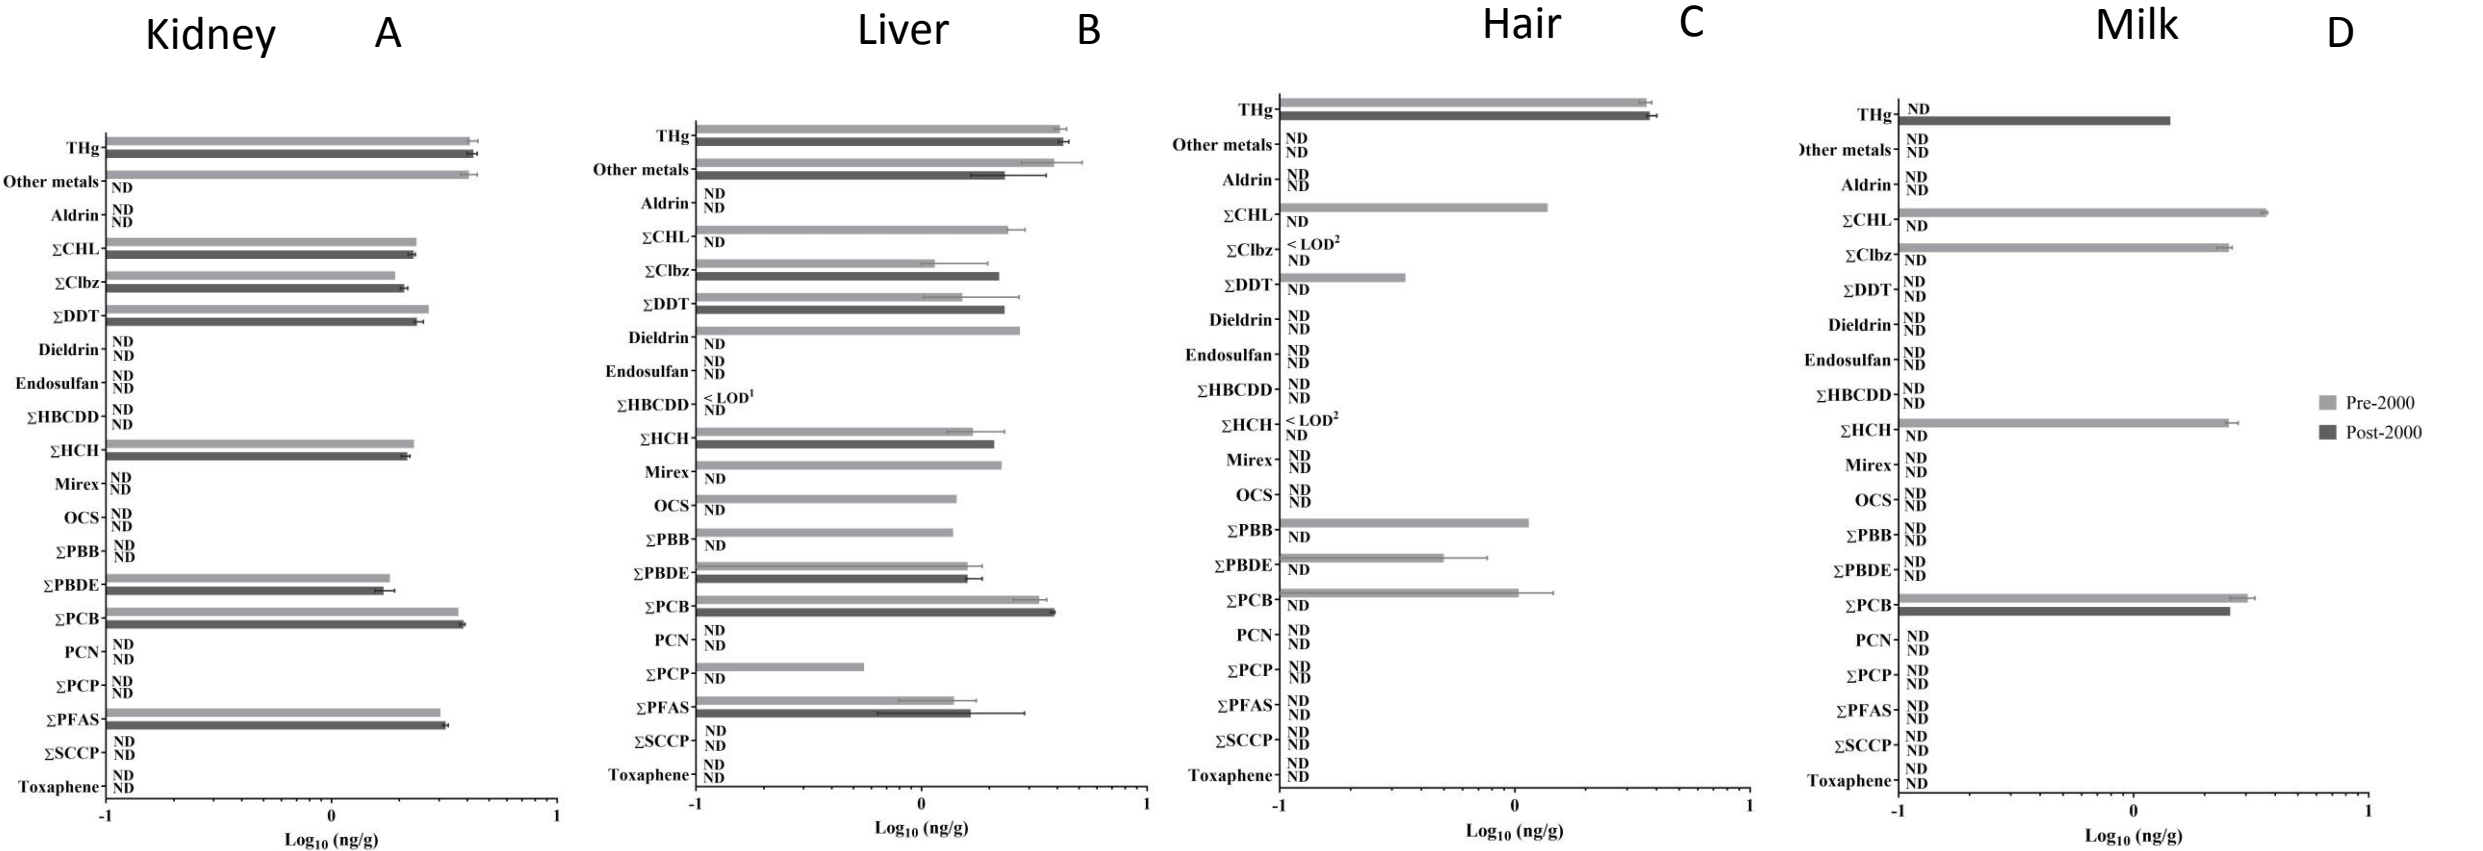 Kidney A
THg
Other metals
ND
Aldrin
ND
ND
ΣCHL
ΣClbz
ΣDDT
Dieldrin
ND
ND
Endosulfan
ND
ND
ΣHBCDD
ND
ND
ΣHCH
Mirex
ND
ND
OCS
ND
ND
ΣPBB
ND
ND
ΣPBDE
ΣPCB
PCN
ND
ND
ΣPCP
ND
ND
ΣPFAS
ΣSCCP
ND
ND
Toxaphene
ND
ND
-1 0 1
Log10 (ng/g)
Liver B
THg
Other metals
Aldrin
ND
ND
ΣCHL
ND
ΣClbz
ΣDDT
Dieldrin
ND
Endosulfan
ND
ND
ΣHBCDD
< LOD1
ND
ΣHCH
Mirex
ND
OCS
ND
ΣPBB
ND
ΣPBDE
ΣPCB
PCN
ND
ND
ΣPCP
ND
ΣPFAS
ΣSCCP
ND
ND
Toxaphene
ND
ND
-1 0 1
Log10 (ng/g)
Hair C
THg
Other metals
ND
ND
Aldrin
ND
ND
ΣCHL
ND
ΣClbz
< LOD2
ND
ΣDDT
ND
Dieldrin
ND
ND
Endosulfan
ND
ND
ΣHBCDD
ND
ND
ΣHCH
< LOD2
ND
Mirex
ND
ND
OCS
ND
ND
ΣPBB
ND
ΣPBDE
ND
ΣPCB
ND
PCN
ND
ND
ΣPCP
ND
ND
ΣPFAS
ND
ND
ΣSCCP
ND
ND
Toxaphene
ND
ND
-1 0 1
Log10 (ng/g)
Milk D
THg
ND
Other metals
ND
ND
Aldrin
ND
ND
ΣCHL
ND
ΣClbz
ND
ΣDDT
ND
ND
Dieldrin
ND
ND
Endosulfan
ND
ND
ΣHBCDD
ND
ND
ΣHCH
ND
Mirex
ND
ND
OCS
ND
ND
ΣPBB
ND
ND
ΣPBDE
ND
ND
ΣPCB
PCN
ND
ND
ΣPCP
ND
ND
ΣPFAS
ND
ND
ΣSCCP
ND
ND
Toxaphene
ND
ND
-1 0 1
Log10 (ng/g)
Pre-2000
Post-2000